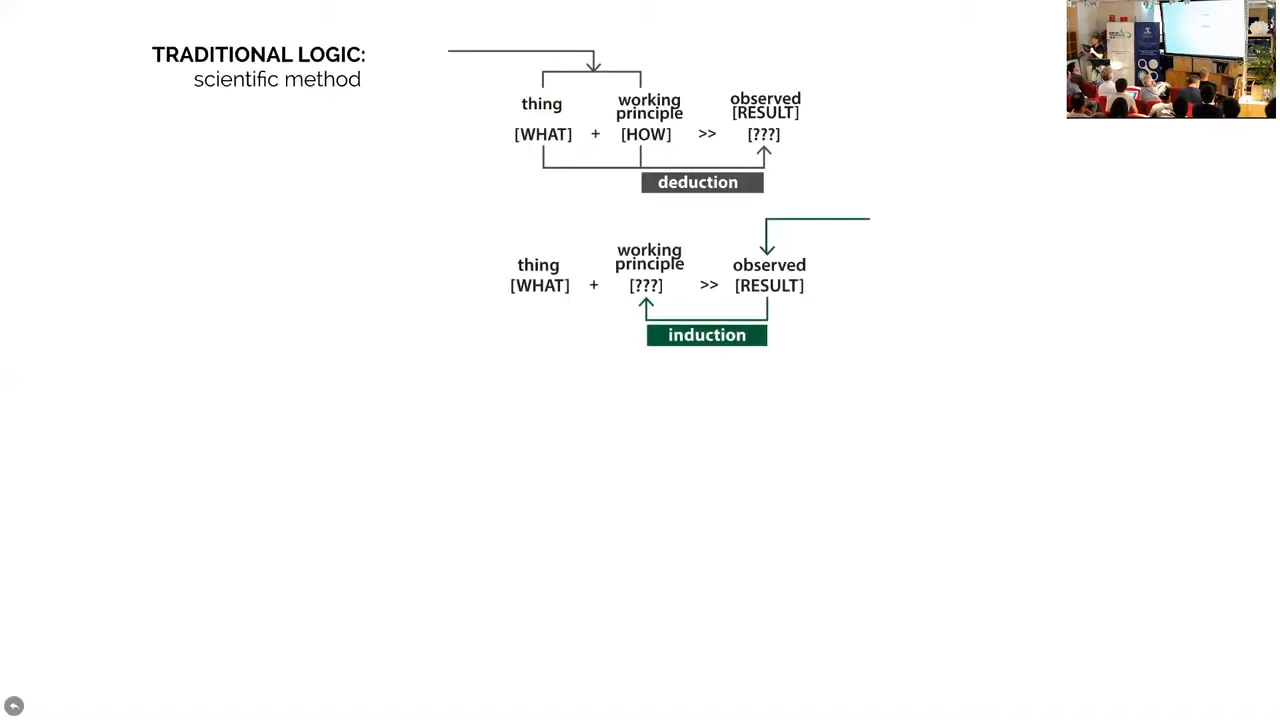 TRADITIONAL LOGIC:
scientific method
thing
working
principle
observed
[RESULT]
[WHAT] + [HOW] >> [???]
deduction
thing
working
principle
observed
[WHAT] + [???] >> [RESULT]
induction